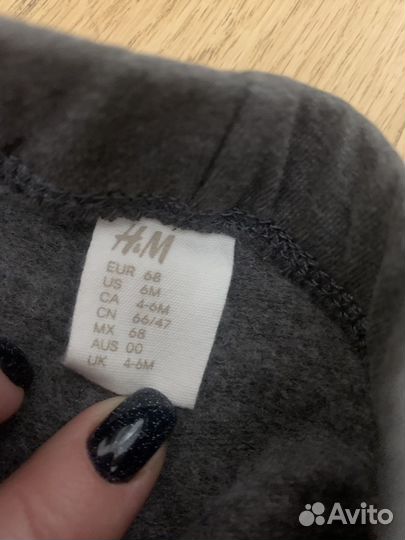 H&M
EUR 68
US 6M
CA 4-6M
CN 66/47
MX 68
AUS 00
UK 4-6M
Avito